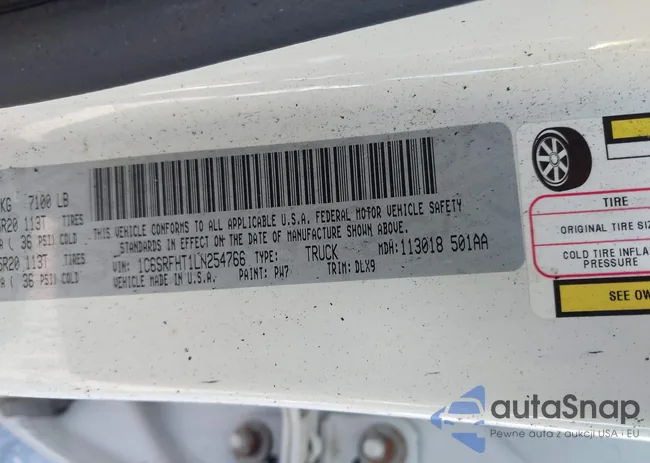 KG 7100 LB
5R20 113T TIRES
A ( 36 PSI) COLD
5R20 113T TIRES
A ( 36 PSI) COLD
THIS VEHICLE CONFORMS TO ALL APPLICABLE U.S.A. FEDERAL MOTOR VEHICLE SAFETY
STANDARDS IN EFFECT ON THE DATE OF MANUFACTURE SHOWN ABOVE.
VIN: 1C6SRFHT1LN254766 TYPE: TRUCK MDH: 113018 501AA
VEHICLE MADE IN U.S.A. PAINT: PW7 TRIM: DLX9
TIRE
ORIGINAL TIRE SIZ
COLD TIRE INFLA
PRESSURE
SEE OW
autaSnap
Pewne auta z aukcji USA i EU